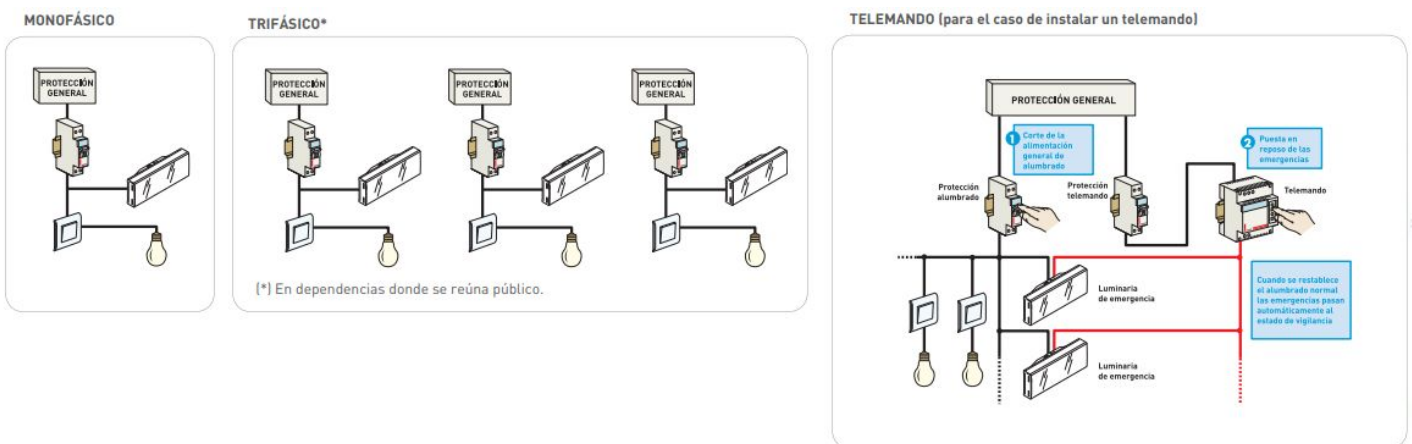 MONOFÁSICO
PROTECCIÓN
GENERAL
TRIFÁSICO*
PROTECCIÓN
GENERAL
PROTECCIÓN
GENERAL
PROTECCIÓN
GENERAL
(*) En dependencias donde se reúna público.
TELEMANDO (para el caso de instalar un telemando)
PROTECCIÓN GENERAL
1 Corte de la
alimentación
general de
alumbrado
2 Puesta en
reposo de las
emergencias
Protección
alumbrado
Protección
telemando
Telemando
Luminaria
de emergencia
Cuando se restablece
el alumbrado normal
las emergencias pasan
automáticamente al
estado de vigilancia
Luminaria
de emergencia